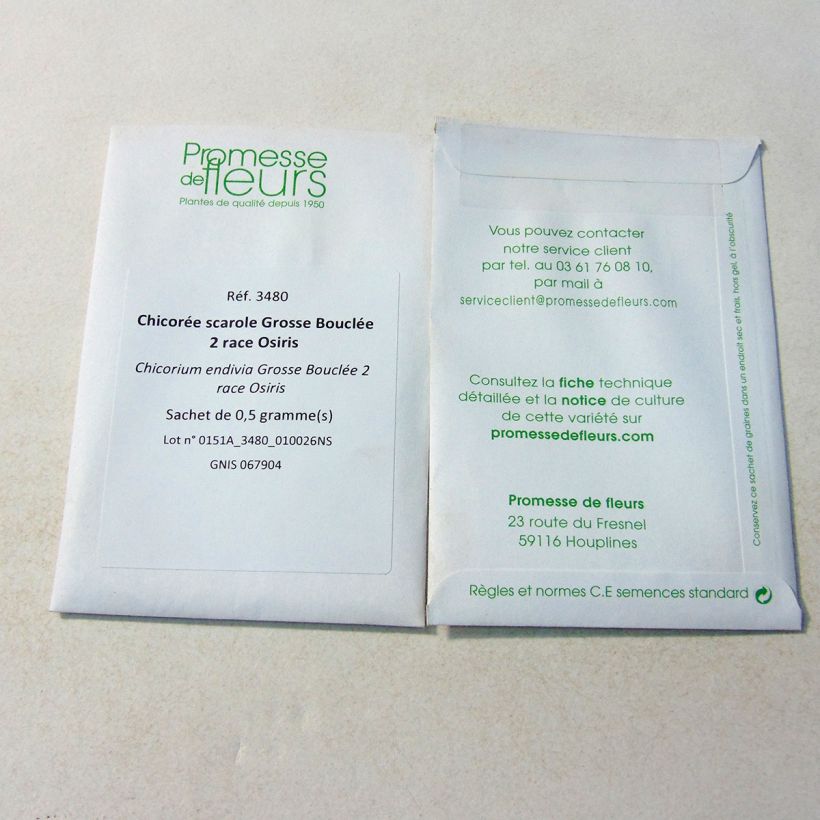 Promesse
de fleurs
Plantes de qualité depuis 1950
Réf. 3480
Chicorée scarole Grosse Bouclée
2 race Osiris
Chicorium endivia Grosse Bouclée 2
race Osiris
Sachet de 0,5 gramme(s)
Lot n° 0151A_3480_010026NS
GNIS 067904
Vous pouvez contacter
notre service client
par tel. au 03 61 76 08 10,
par mail à
serviceclient@promessedefleurs.com
Consultez la fiche technique
détaillée et la notice de culture
de cette variété sur
promessedefleurs.com
Promesse de fleurs
23 route du Fresnel
59116 Houplines
Règles et normes C.E semences standard
Conservez ce sachet de graines dans un endroit sec et frais, hors gel, à l'obscurité